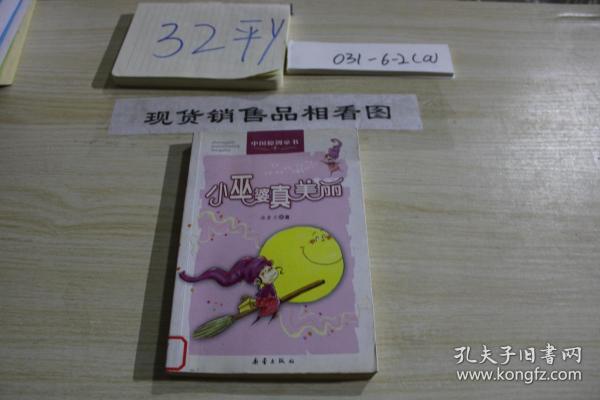 32平Y
031-6-2(a)
现货销售品相看图
中国原创童书
小巫婆真美丽
新蕾出版社
孔夫子旧书网
www.kongfz.com